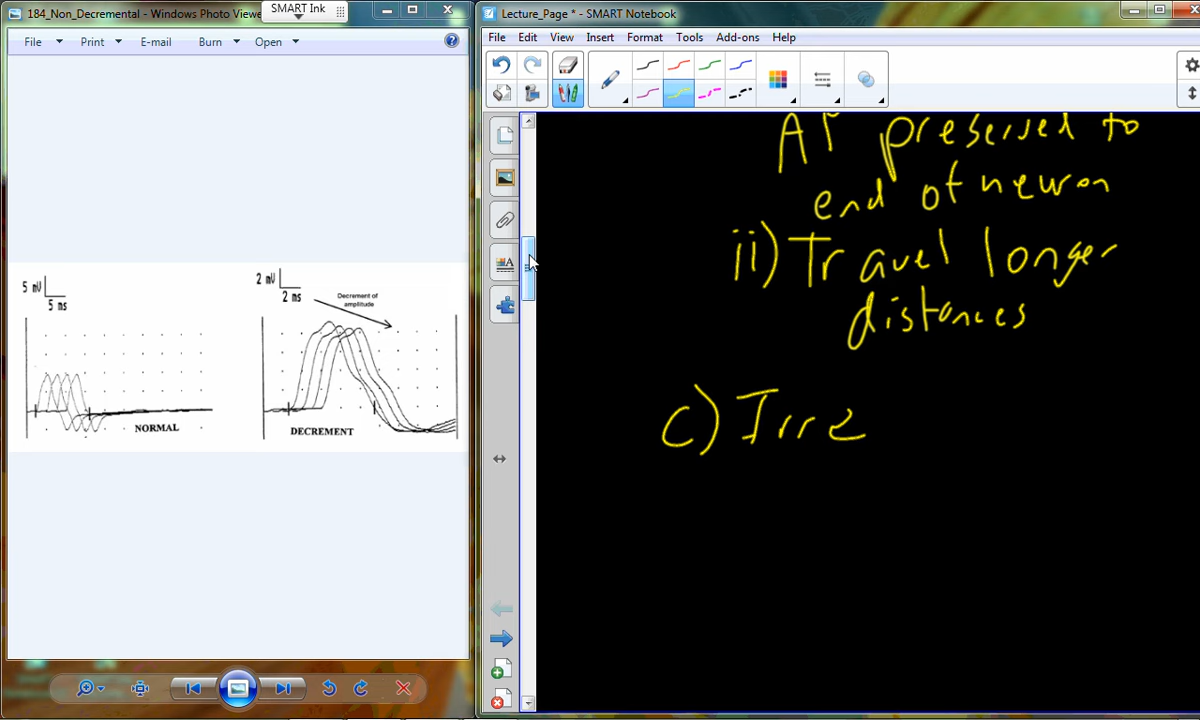 184_Non_Decremental - Windows Photo Viewe
SMART Ink
File Print E-mail Burn Open
5 mV
5 ms
NORMAL
2 mV
2 ms
Decrement of
amplitude
DECREMENT
Lecture_Page * - SMART Notebook
File Edit View Insert Format Tools Add-ons Help
AP preserved to
end of neuron
ii) Travel longer
distances
c) Irre